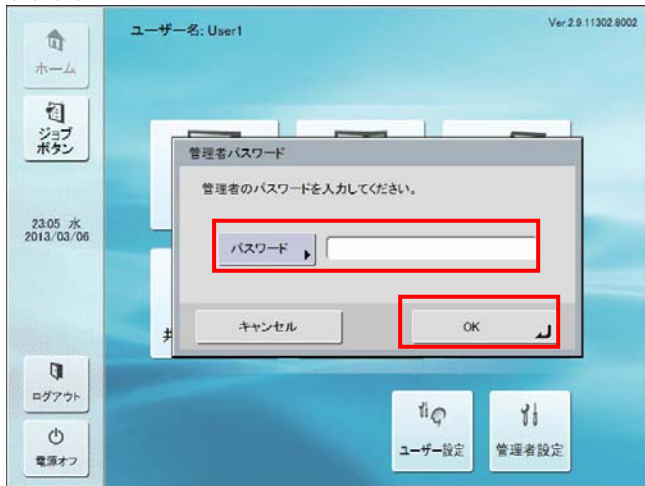 ユーザー名: User1
Ver.2.9.11302.8002
ホーム
ジョブ
ボタン
23:05 水
2013/03/06
管理者パスワード
管理者のパスワードを入力してください。
パスワード
キャンセル
OK
共
ログアウト
電源オフ
ユーザー設定
管理者設定